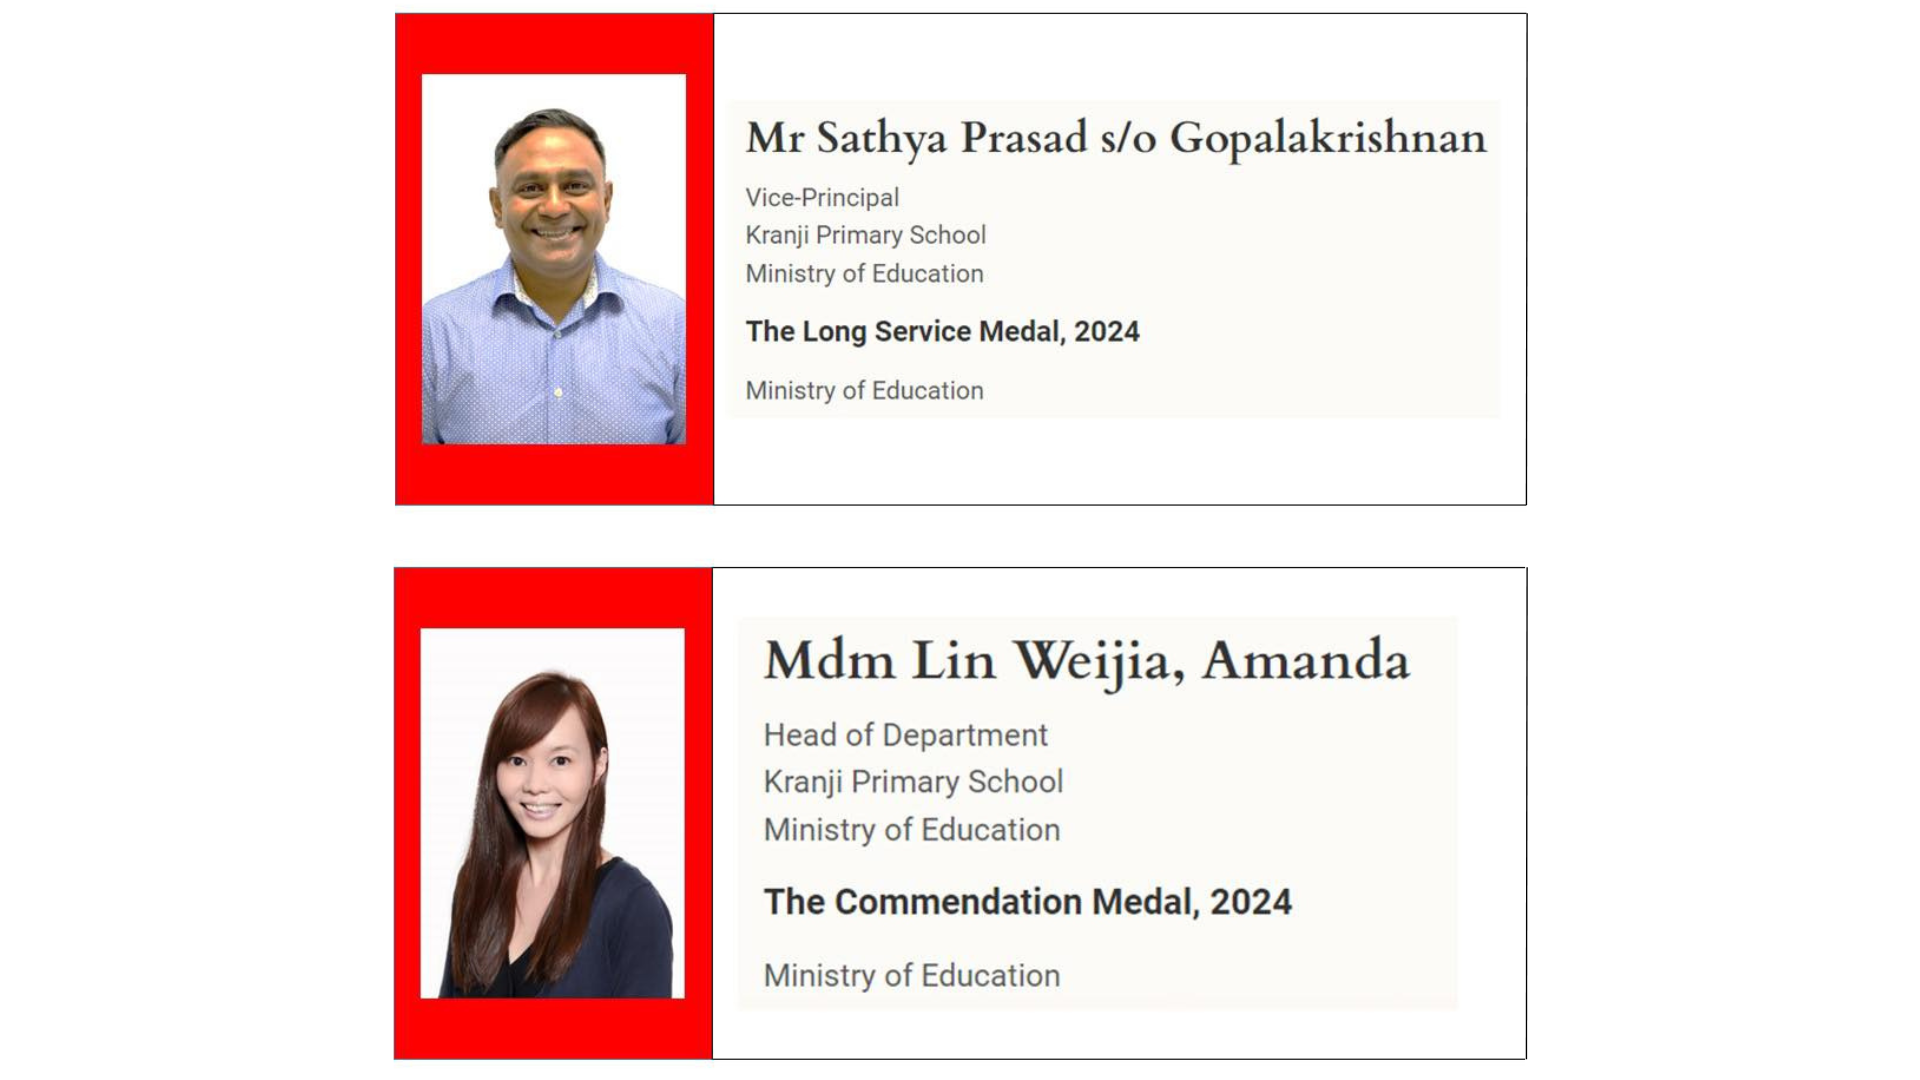 Mr Sathya Prasad s/o Gopalakrishnan
Vice-Principal
Kranji Primary School
Ministry of Education
The Long Service Medal, 2024
Ministry of Education
Mdm Lin Weijia, Amanda
Head of Department
Kranji Primary School
Ministry of Education
The Commendation Medal, 2024
Ministry of Education